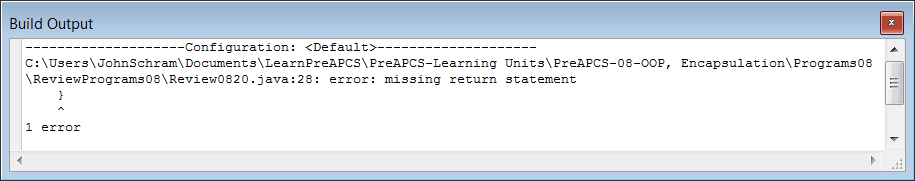 Build Output
--------------------Configuration: <Default>--------------------
C:\Users\JohnSchram\Documents\LearnPreAPCS\PreAPCS-Learning Units\PreAPCS-08-OOP, Encapsulation\Programs08
\ReviewPrograms08\Review0820.java:28: error: missing return statement
    }
    ^
1 error